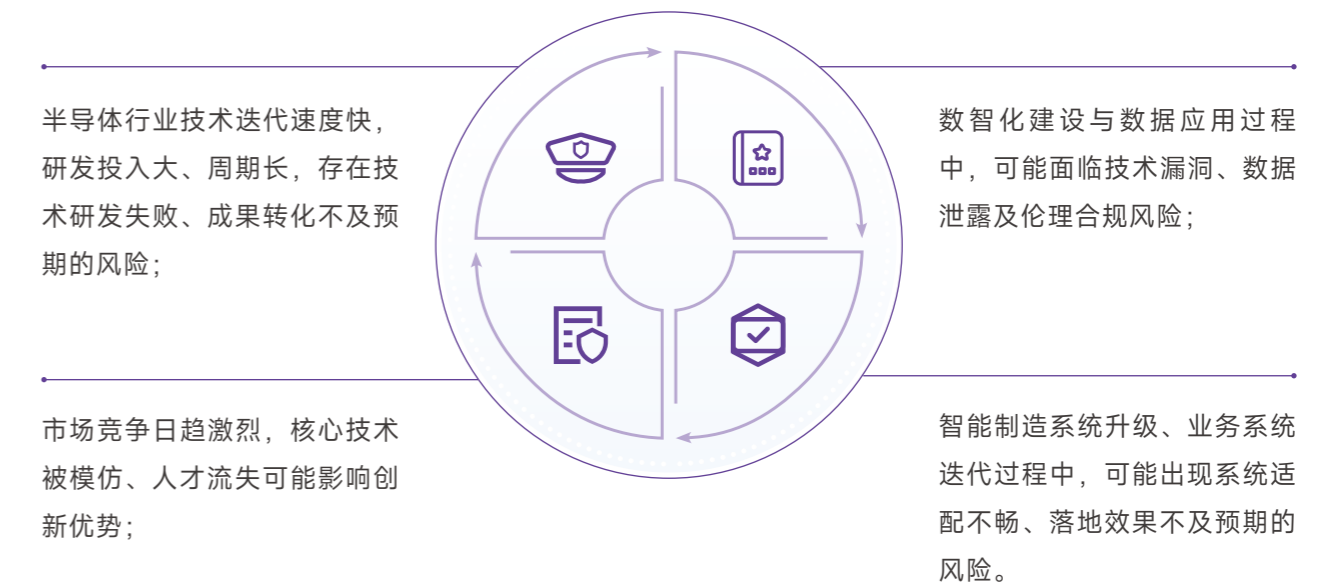 半导体行业技术迭代速度快，
研发投入大、周期长，存在技
术研发失败、成果转化不及预
期的风险；
数智化建设与数据应用过程
中，可能面临技术漏洞、数据
泄露及伦理合规风险；
市场竞争日趋激烈，核心技术
被模仿、人才流失可能影响创
新优势；
智能制造系统升级、业务系统
迭代过程中，可能出现系统适
配不畅、落地效果不及预期的
风险。